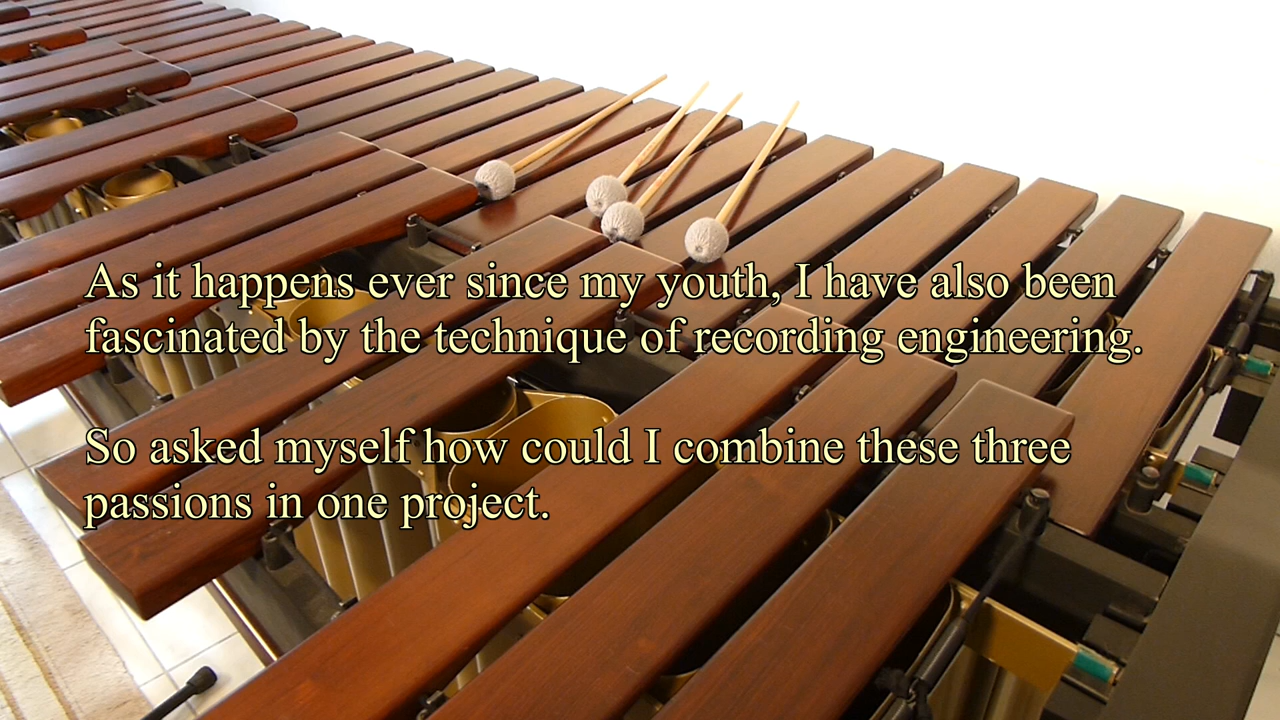 As it happens ever since my youth, I have also been
fascinated by the technique of recording engineering.
So asked myself how could I combine these three
passions in one project.